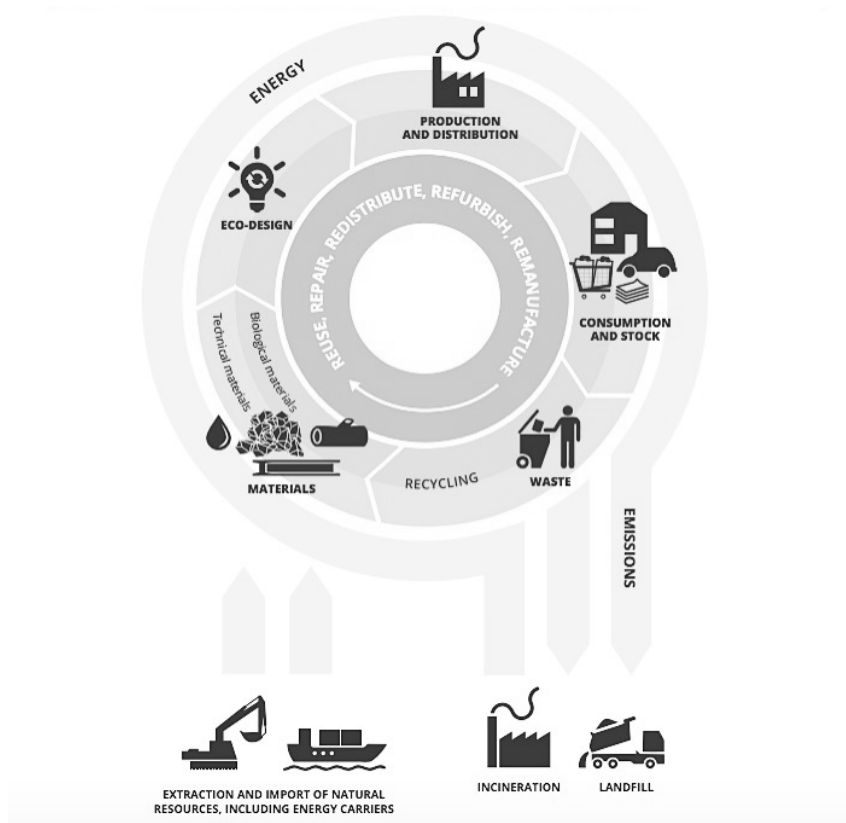 ENERGY
PRODUCTION
AND DISTRIBUTION
ECO-DESIGN
REUSE, REPAIR, REDISTRIBUTE, REFURBISH, REMANUFACTURE
CONSUMPTION
AND STOCK
Technical materials
Biological materials
MATERIALS
RECYCLING
WASTE
EMISSIONS
EXTRACTION AND IMPORT OF NATURAL
RESOURCES, INCLUDING ENERGY CARRIERS
INCINERATION
LANDFILL